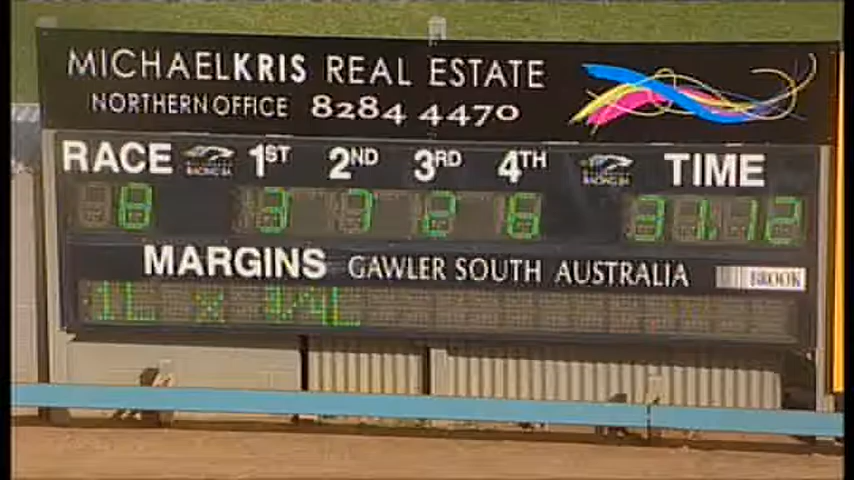 MICHAELKRIS REAL ESTATE
NORTHERN OFFICE 8284 4470
RACE 1ST 2ND 3RD 4TH TIME
8 3 7 2 6 31.12
MARGINS GAWLER SOUTH AUSTRALIA BROOK
1L x 3/4L